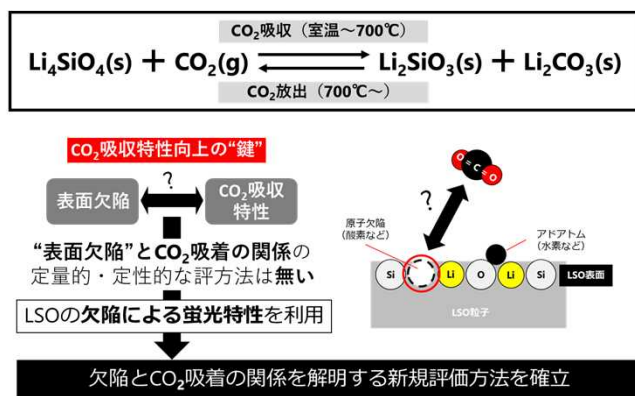 CO₂吸収（室温～700℃）
Li₄SiO₄(s) ＋ CO₂(g) Li₂SiO₃(s) ＋ Li₂CO₃(s)
CO₂放出（700℃～）
CO₂吸収特性向上の“鍵”
表面欠陥
?
CO₂吸収
特性
“表面欠陥”とCO₂吸着の関係の
定量的・定性的な評方法は無い
LSOの欠陥による蛍光特性を利用
O=C=O
?
原子欠陥
(酸素など)
アドアトム
(水素など)
Si Li O Li Si
LSO表面
LSO粒子
欠陥とCO₂吸着の関係を解明する新規評価方法を確立